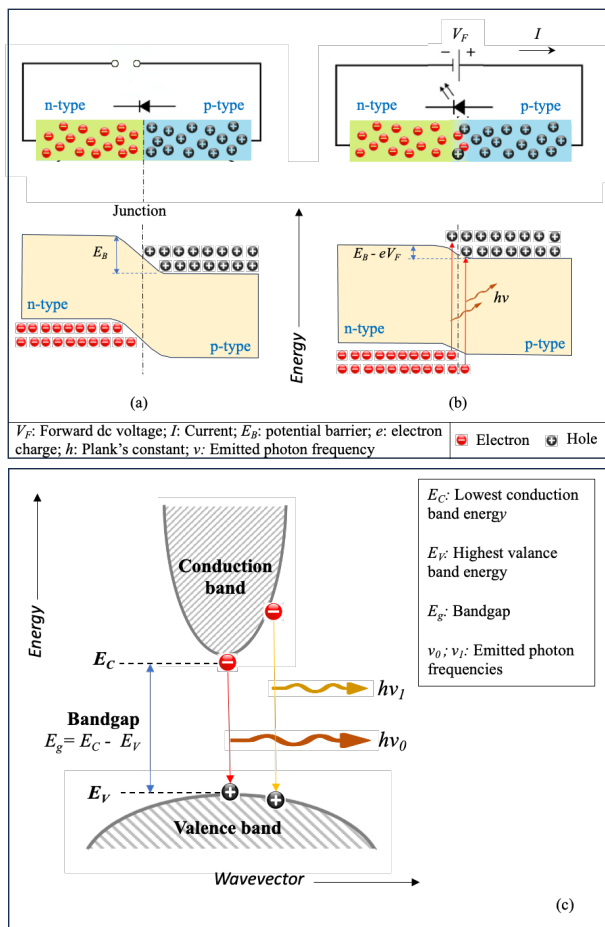 V_F
− +
I
n-type
p-type
n-type
p-type
Junction
E_B
E_B - eV_F
hν
n-type
n-type
p-type
p-type
Energy
(a)
(b)
V_F: Forward dc voltage; I: Current; E_B: potential barrier; e: electron
charge; h: Plank's constant; ν: Emitted photon frequency
Electron
Hole
E_C: Lowest conduction
band energy
E_V: Highest valance
band energy
E_g: Bandgap
ν_0 ; ν_1: Emitted photon
frequencies
Energy
Conduction
band
E_C
hν_1
Bandgap
E_g = E_C - E_V
hν_0
E_V
Valence band
Wavevector
(c)